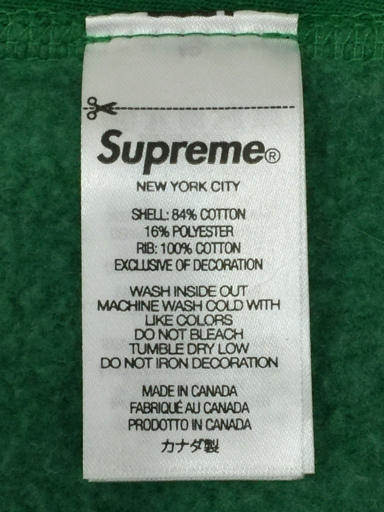 Supreme®
NEW YORK CITY
SHELL: 84% COTTON
16% POLYESTER
RIB: 100% COTTON
EXCLUSIVE OF DECORATION
WASH INSIDE OUT
MACHINE WASH COLD WITH
LIKE COLORS
DO NOT BLEACH
TUMBLE DRY LOW
DO NOT IRON DECORATION
MADE IN CANADA
FABRIQUÉ AU CANADA
PRODOTTO IN CANADA
カナダ製